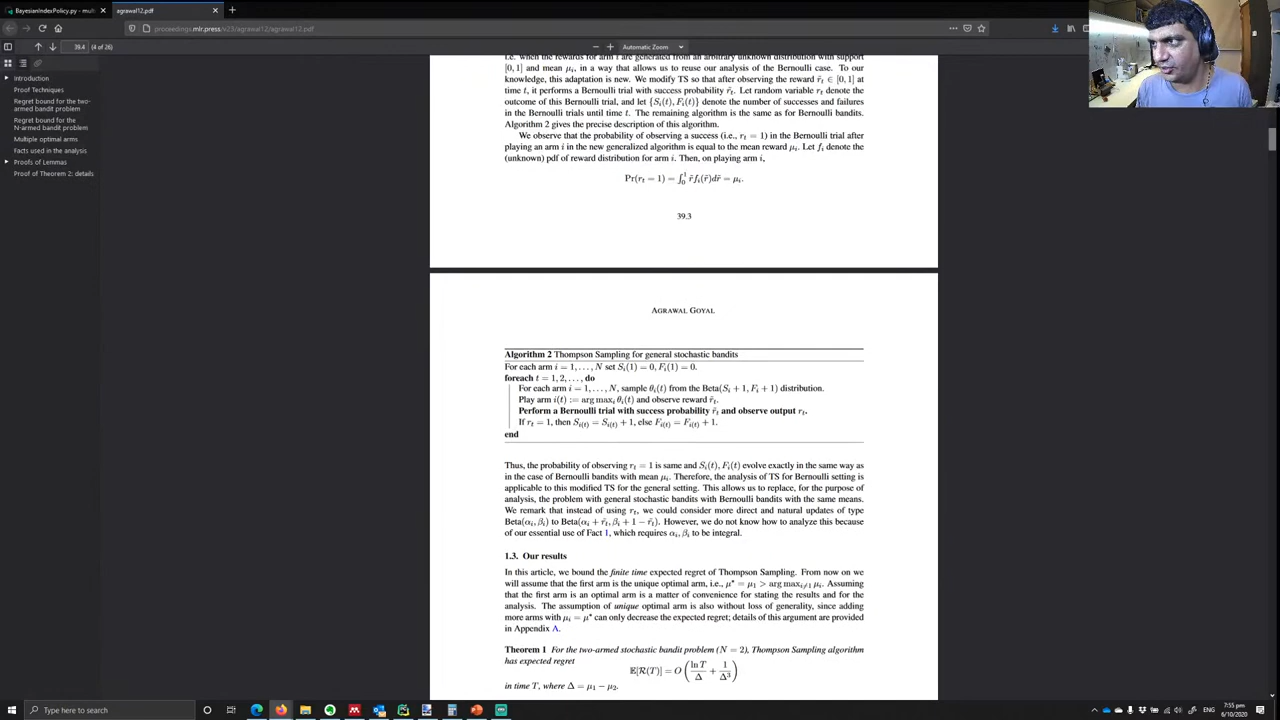 BayesianIndexPolicy.py - mult
agrawal12.pdf
proceedings.mlr.press/v23/agrawal12/agrawal12.pdf
39.4 (4 of 26)
Automatic Zoom
Introduction
Proof Techniques
Regret bound for the two-
armed bandit problem
Regret bound for the
N-armed bandit problem
Multiple optimal arms
Facts used in the analysis
Proofs of Lemmas
Proof of Theorem 2: details
i.e. when the rewards for arm i are generated from an arbitrary unknown distribution with support
[0, 1] and mean μᵢ, in a way that allows us to reuse our analysis of the Bernoulli case. To our
knowledge, this adaptation is new. We modify TS so that after observing the reward r̃ₜ ∈ [0, 1] at
time t, it performs a Bernoulli trial with success probability r̃ₜ. Let random variable rₜ denote the
outcome of this Bernoulli trial, and let {Sᵢ(t), Fᵢ(t)} denote the number of successes and failures
in the Bernoulli trials until time t. The remaining algorithm is the same as for Bernoulli bandits.
Algorithm 2 gives the precise description of this algorithm.
We observe that the probability of observing a success (i.e., rₜ = 1) in the Bernoulli trial after
playing an arm i in the new generalized algorithm is equal to the mean reward μᵢ. Let fᵢ denote the
(unknown) pdf of reward distribution for arm i. Then, on playing arm i,
Pr(rₜ = 1) = ∫₀¹ r̃fᵢ(r̃)dr̃ = μᵢ.
39.3
AGRAWAL GOYAL
Algorithm 2 Thompson Sampling for general stochastic bandits
For each arm i = 1, . . . , N set Sᵢ(1) = 0, Fᵢ(1) = 0.
foreach t = 1, 2, . . . , do
For each arm i = 1, . . . , N, sample θᵢ(t) from the Beta(Sᵢ + 1, Fᵢ + 1) distribution.
Play arm i(t) := arg maxᵢ θᵢ(t) and observe reward r̃ₜ.
Perform a Bernoulli trial with success probability r̃ₜ and observe output rₜ.
If rₜ = 1, then Sᵢ₍ₜ₎ = Sᵢ₍ₜ₎ + 1, else Fᵢ₍ₜ₎ = Fᵢ₍ₜ₎ + 1.
end
Thus, the probability of observing rₜ = 1 is same and Sᵢ(t), Fᵢ(t) evolve exactly in the same way as
in the case of Bernoulli bandits with mean μᵢ. Therefore, the analysis of TS for Bernoulli setting is
applicable to this modified TS for the general setting. This allows us to replace, for the purpose of
analysis, the problem with general stochastic bandits with Bernoulli bandits with the same means.
We remark that instead of using rₜ, we could consider more direct and natural updates of type
Beta(αᵢ, βᵢ) to Beta(αᵢ + r̃ₜ, βᵢ + 1 − r̃ₜ). However, we do not know how to analyze this because
of our essential use of Fact 1, which requires αᵢ, βᵢ to be integral.
1.3. Our results
In this article, we bound the finite time expected regret of Thompson Sampling. From now on we
will assume that the first arm is the unique optimal arm, i.e., μ* = μ₁ > arg maxᵢ≠₁ μᵢ. Assuming
that the first arm is an optimal arm is a matter of convenience for stating the results and for the
analysis. The assumption of unique optimal arm is also without loss of generality, since adding
more arms with μᵢ = μ* can only decrease the expected regret; details of this argument are provided
in Appendix A.
Theorem 1 For the two-armed stochastic bandit problem (N = 2), Thompson Sampling algorithm
has expected regret
𝔼[R(T)] = O (ln T/Δ + 1/Δ³)
in time T, where Δ = μ₁ − μ₂.
Type here to search
ENG
7:55 pm
6/10/2020